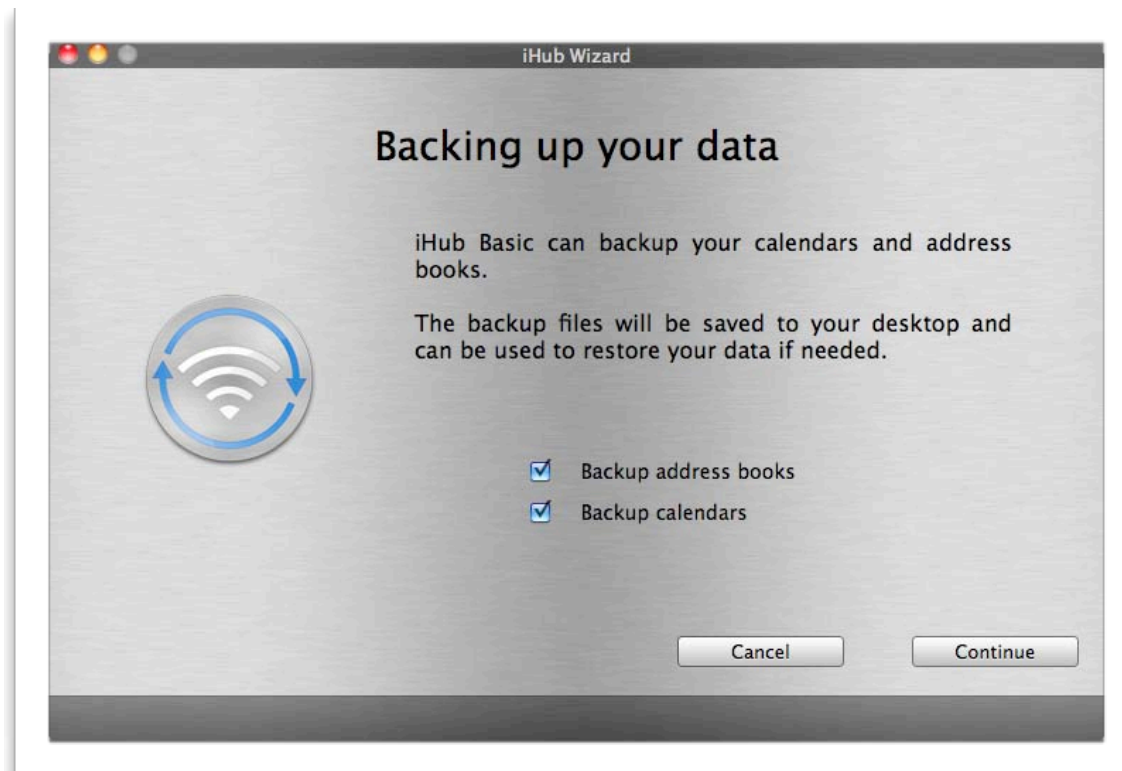 iHub Wizard
Backing up your data
iHub Basic can backup your calendars and address
books.
The backup files will be saved to your desktop and
can be used to restore your data if needed.
Backup address books
Backup calendars
Cancel
Continue